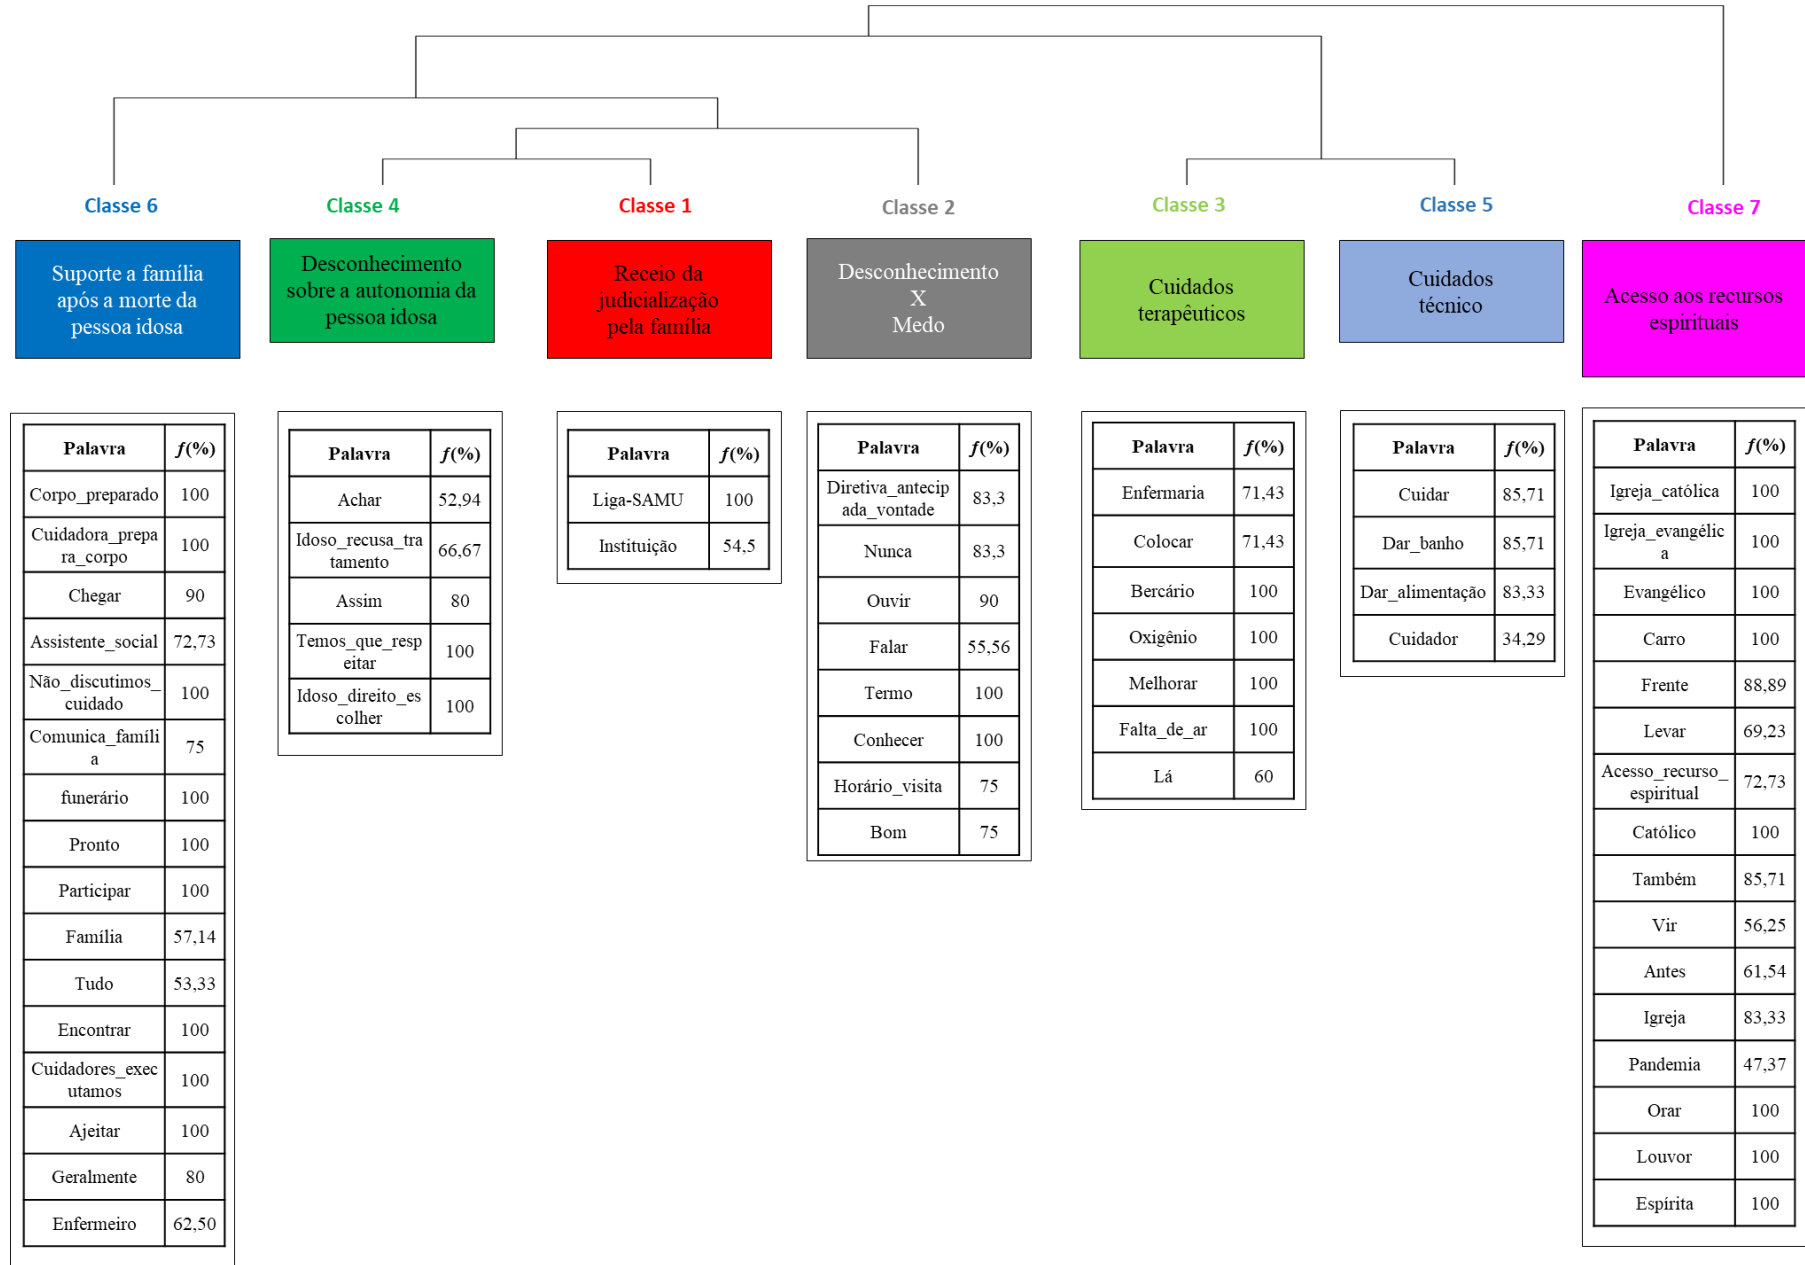 Classe 6
Classe 4
Classe 1
Classe 2
Classe 3
Classe 5
Classe 7
Suporte a família
após a morte da
pessoa idosa
Desconhecimento
sobre a autonomia da
pessoa idosa
Receio da
judicialização
pela família
Desconhecimento
X
Medo
Cuidados
terapêuticos
Cuidados
técnico
Acesso aos recursos
espirituais
Palavra f(%)
Corpo_preparado 100
Cuidadora_prepa
ra_corpo 100
Chegar 90
Assistente_social 72,73
Não_discutimos_
cuidado 100
Comunica_famíli
a 75
funerário 100
Pronto 100
Participar 100
Família 57,14
Tudo 53,33
Encontrar 100
Cuidadores_exec
utamos 100
Ajeitar 100
Geralmente 80
Enfermeiro 62,50
Palavra f(%)
Achar 52,94
Idoso_recusa_tra
tamento 66,67
Assim 80
Temos_que_resp
eitar 100
Idoso_direito_es
colher 100
Palavra f(%)
Liga-SAMU 100
Instituição 54,5
Palavra f(%)
Diretiva_antecip
ada_vontade 83,3
Nunca 83,3
Ouvir 90
Falar 55,56
Termo 100
Conhecer 100
Horário_visita 75
Bom 75
Palavra f(%)
Enfermaria 71,43
Colocar 71,43
Bercário 100
Oxigênio 100
Melhorar 100
Falta_de_ar 100
Lá 60
Palavra f(%)
Cuidar 85,71
Dar_banho 85,71
Dar_alimentação 83,33
Cuidador 34,29
Palavra f(%)
Igreja_católica 100
Igreja_evangélic
a 100
Evangélico 100
Carro 100
Frente 88,89
Levar 69,23
Acesso_recurso_
espiritual 72,73
Católico 100
Também 85,71
Vir 56,25
Antes 61,54
Igreja 83,33
Pandemia 47,37
Orar 100
Louvor 100
Espírita 100